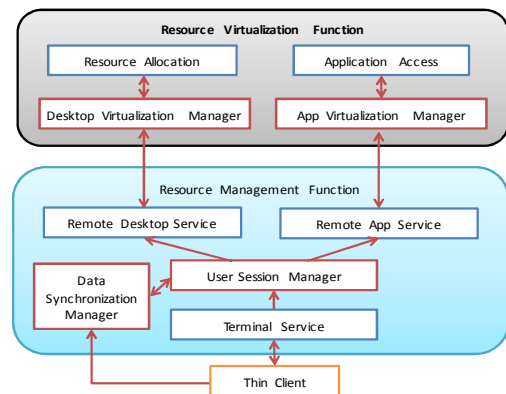 Resource Virtualization Function
Resource Allocation
Application Access
Desktop Virtualization Manager
App Virtualization Manager
Resource Management Function
Remote Desktop Service
Remote App Service
Data
Synchronization
Manager
User Session Manager
Terminal Service
Thin Client